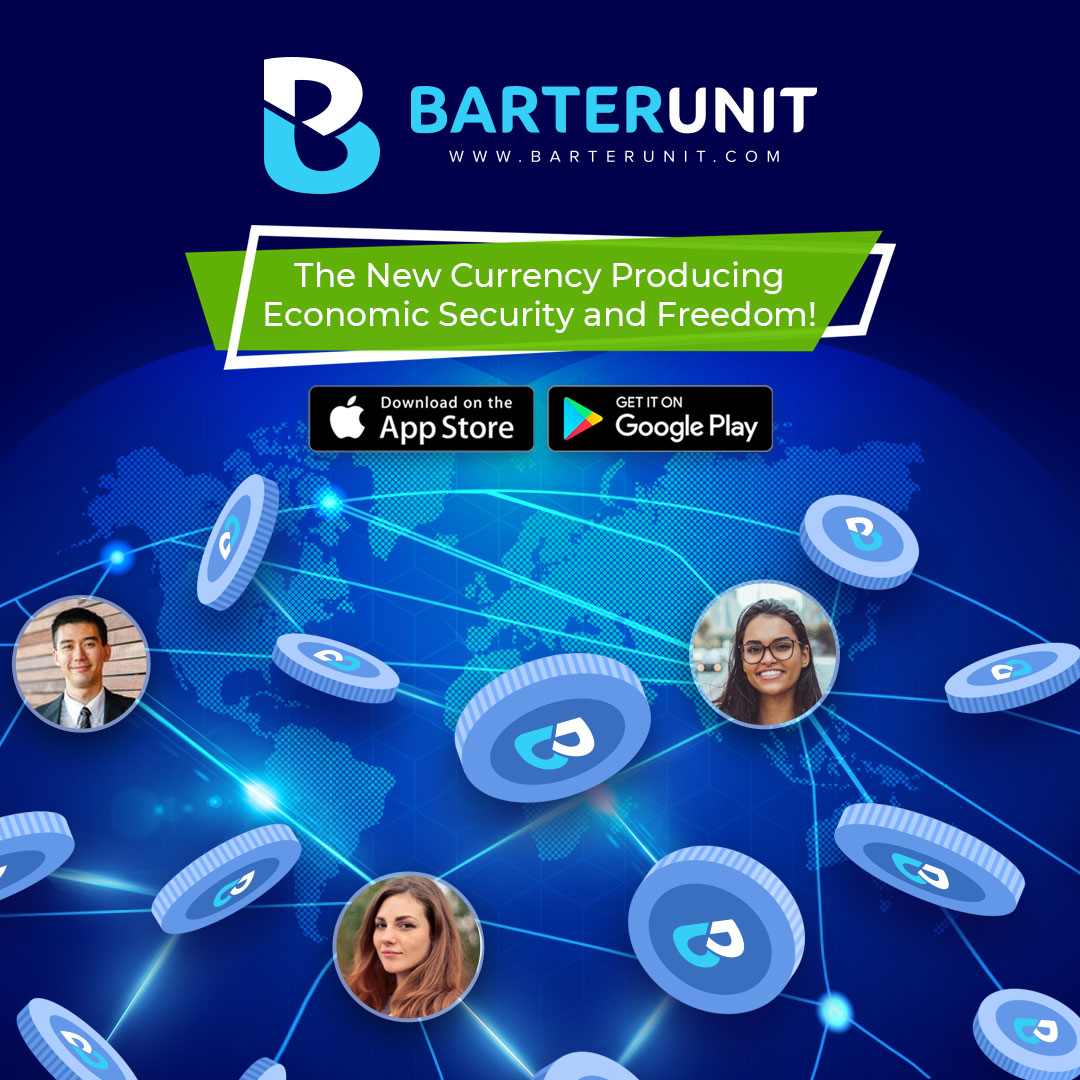 BARTERUNIT
WWW.BARTERUNIT.COM
The New Currency Producing
Economic Security and Freedom!
Download on the
App Store
GET IT ON
Google Play